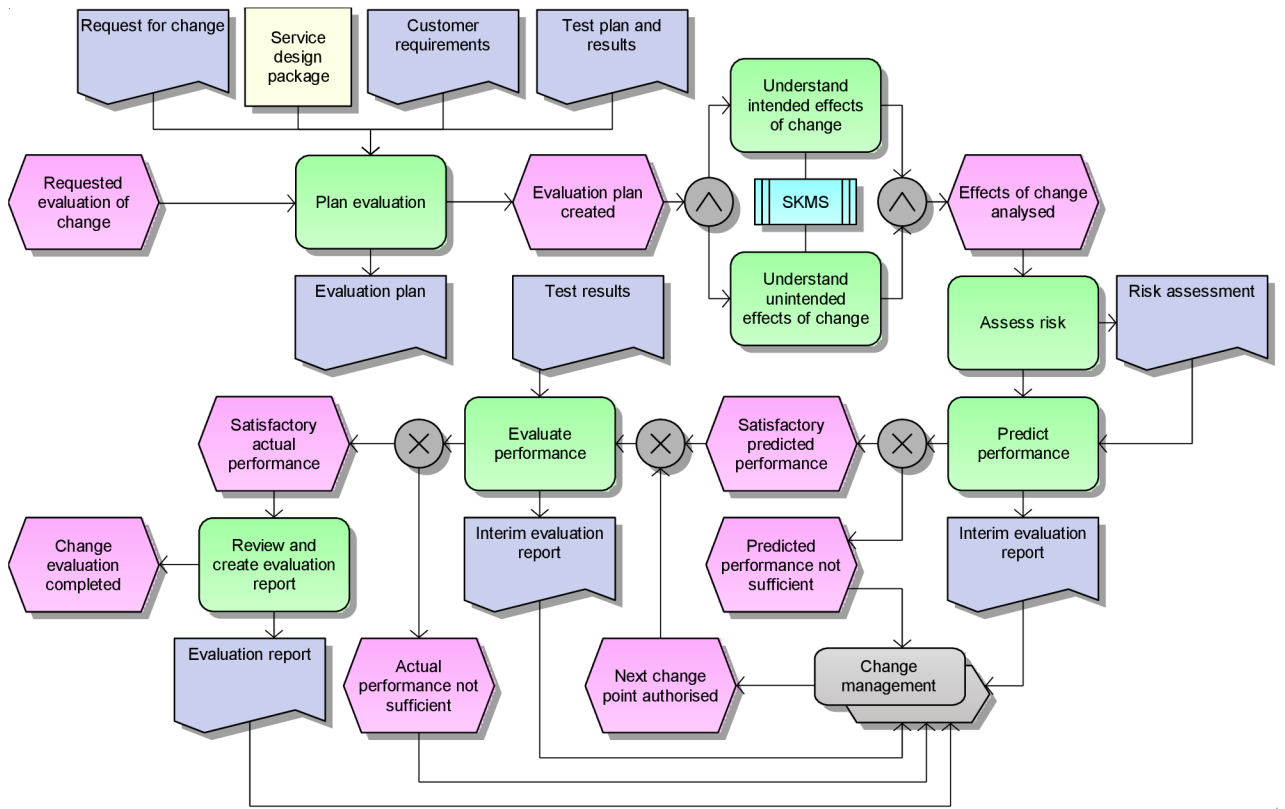 Request for change
Service
design
package
Customer
requirements
Test plan and
results
Understand
intended effects
of change
Requested
evaluation of
change
Plan evaluation
Evaluation plan
created
SKMS
Effects of change
analysed
Evaluation plan
Test results
Understand
unintended
effects of change
Assess risk
Risk assessment
Satisfactory
actual
performance
Evaluate
performance
Satisfactory
predicted
performance
Predict
performance
Change
evaluation
completed
Review and
create evaluation
report
Interim evaluation
report
Predicted
performance not
sufficient
Interim evaluation
report
Evaluation report
Actual
performance not
sufficient
Next change
point authorised
Change
management